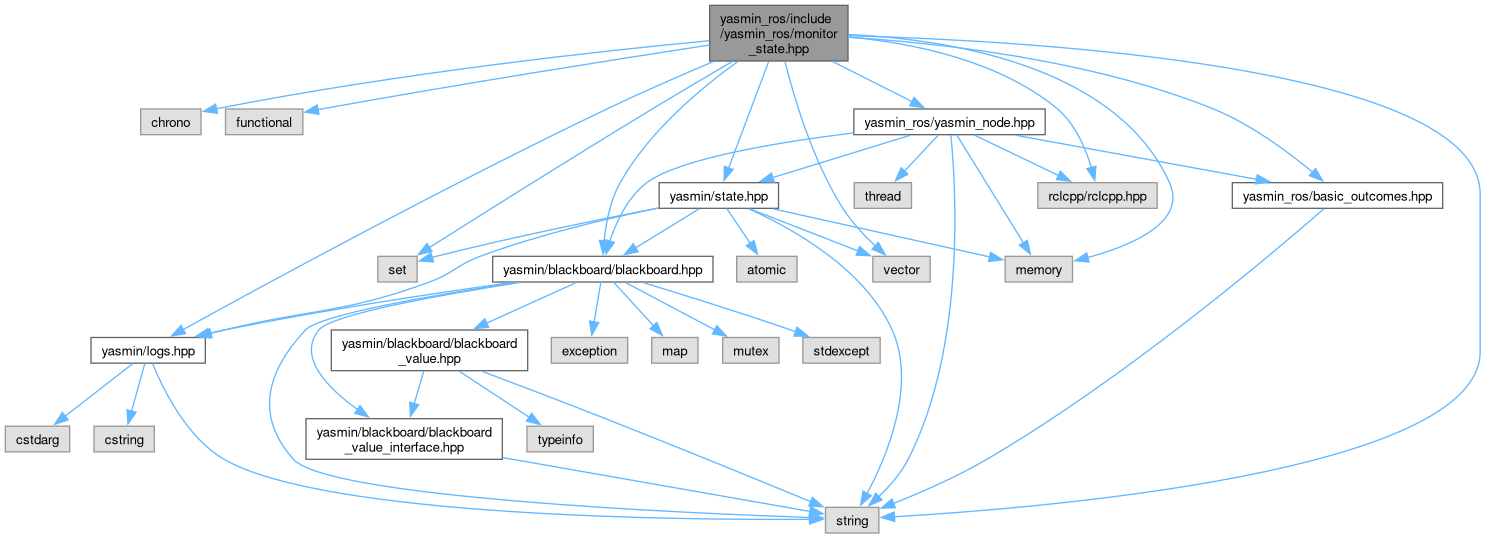 yasmin_ros/include
/yasmin_ros/monitor
_state.hpp
chrono
functional
yasmin_ros/yasmin_node.hpp
yasmin/state.hpp
thread
rclcpp/rclcpp.hpp
yasmin_ros/basic_outcomes.hpp
set
yasmin/blackboard/blackboard.hpp
atomic
vector
memory
yasmin/logs.hpp
yasmin/blackboard/blackboard
_value.hpp
exception
map
mutex
stdexcept
cstdarg
cstring
yasmin/blackboard/blackboard
_value_interface.hpp
typeinfo
string